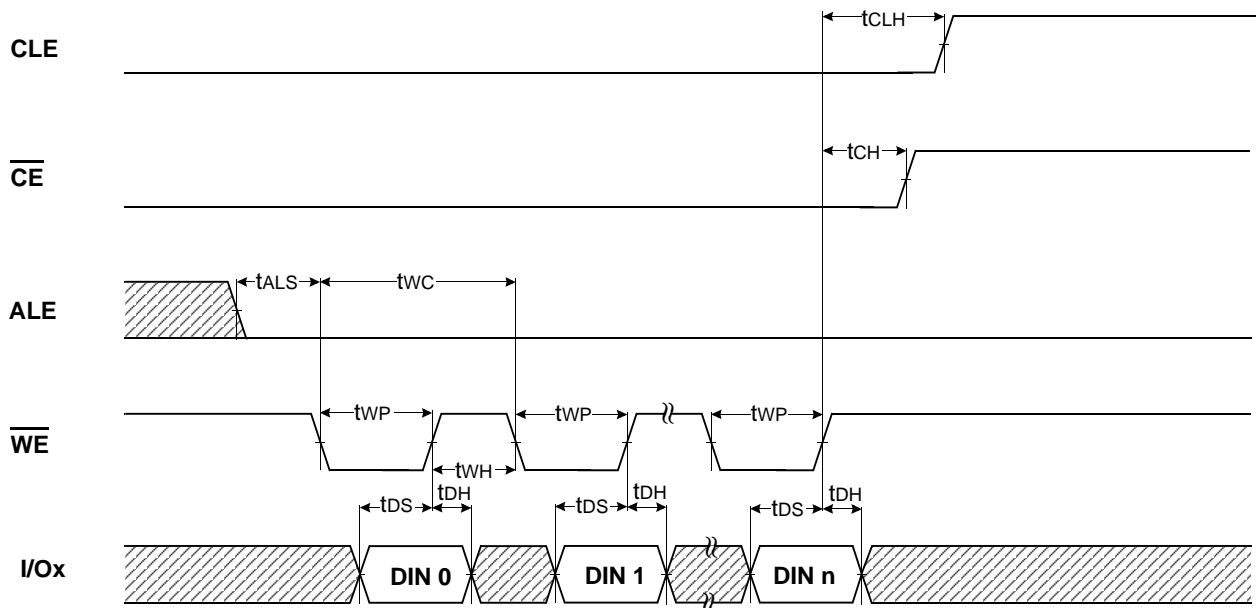 CLE
tCLH
CE
tCH
ALE
tALS
tWC
WE
tWP
tWP
tWP
tWH
tDS
tDH
tDS
tDH
tDS
tDH
I/Ox
DIN 0
DIN 1
DIN n